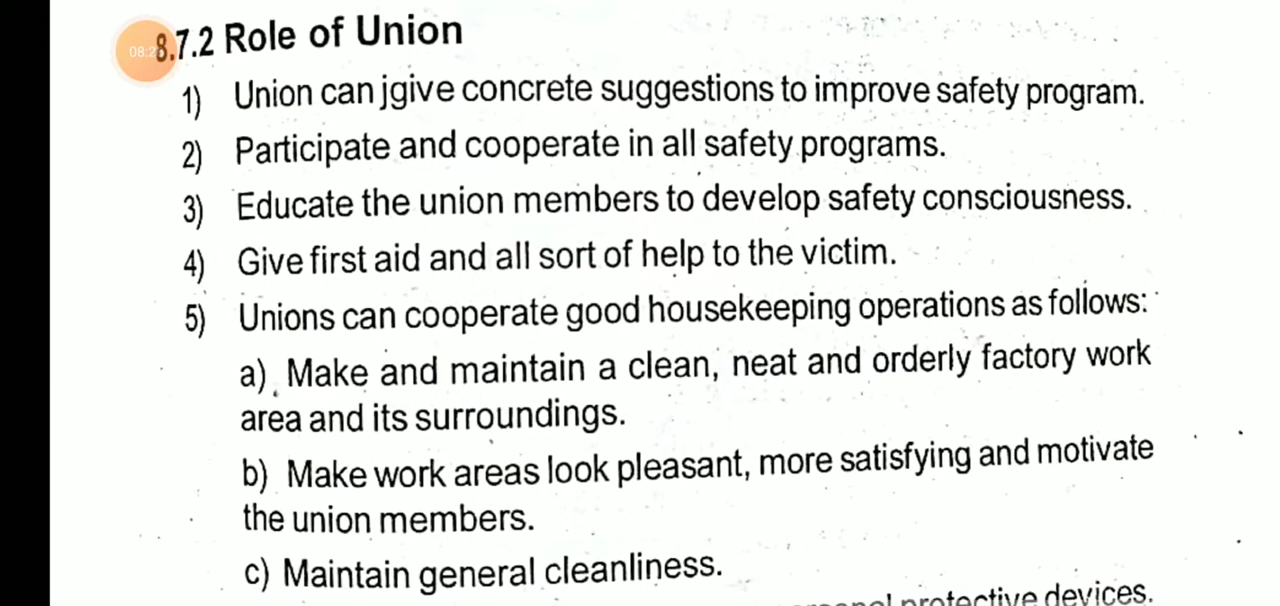 08:2
8.7.2 Role of Union
1) Union can jgive concrete suggestions to improve safety program.
2) Participate and cooperate in all safety programs.
3) Educate the union members to develop safety consciousness.
4) Give first aid and all sort of help to the victim.
5) Unions can cooperate good housekeeping operations as follows:
a) Make and maintain a clean, neat and orderly factory work
area and its surroundings.
b) Make work areas look pleasant, more satisfying and motivate
the union members.
c) Maintain general cleanliness.
protective devices.